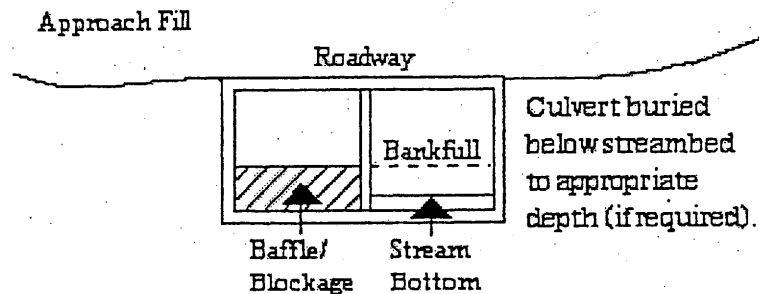 Approach Fill
Roadway
Bankfull
Culvert buried
below streambed
to appropriate
depth (if required).
Baffle/
Blockage
Stream
Bottom